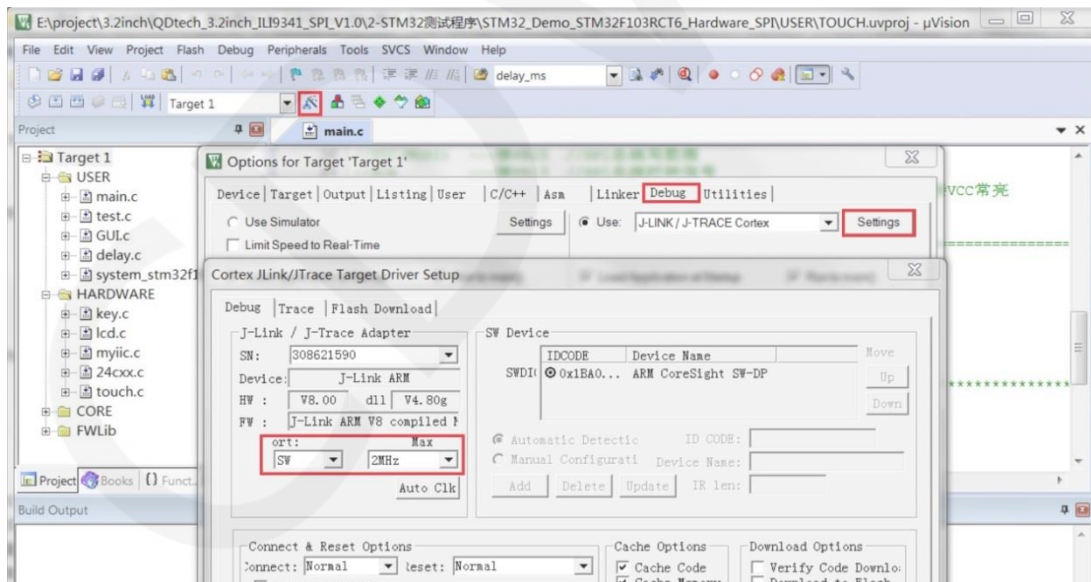 E:\project\3.2inch\QDtech_3.2inch_ILI9341_SPI_V1.0\2-STM32测试程序\STM32_Demo_STM32F103RCT6_Hardware_SPI\USER\TOUCH.uvproj - µVision
File Edit View Project Flash Debug Peripherals Tools SVCS Window Help
delay_ms
LOAD Target 1
Project
main.c
Target 1
USER
main.c
test.c
GUI.c
delay.c
system_stm32f1
HARDWARE
key.c
lcd.c
myiic.c
24cxx.c
touch.c
CORE
FWLib
Project Books {} Funct...
Build Output
VCC常亮
Options for Target 'Target 1'
Device Target Output Listing User C/C++ Asm Linker Debug Utilities
Use Simulator Settings Use: J-LINK / J-TRACE Cortex Settings
Limit Speed to Real-Time
Cortex JLink/JTrace Target Driver Setup
Debug Trace Flash Download
J-Link / J-Trace Adapter
SN: 308621590
Device: J-Link ARM
HW : V8.00 dll V4.80g
FW : J-Link ARM V8 compiled
ort: Max
SW 2MHz
Auto Clk
SW Device
IDCODE Device Name Move
SWDI 0x1BA0... ARM CoreSight SW-DP Up
Down
Automatic Detectic ID CODE:
Manual Configurati Device Name:
Add Delete Update IR len:
Connect & Reset Options
Connect: Normal leset: Normal
Cache Options
Cache Code
Cache Memory
Download Options
Verify Code Downlo
Download to Flash